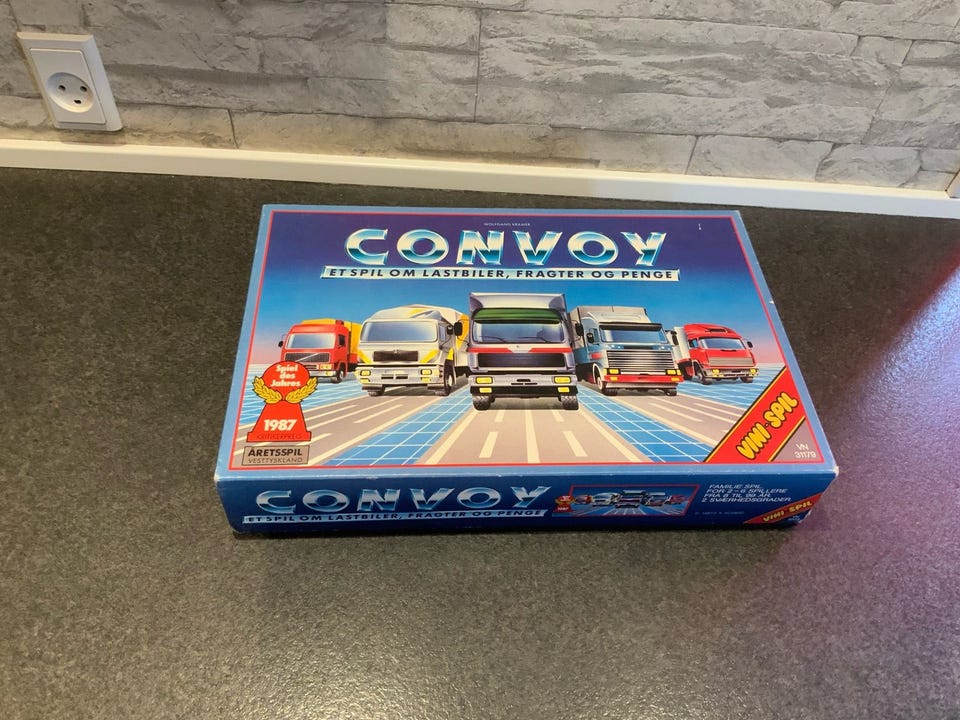 WOLFGANG KRAMER
CONVOY
ET SPIL OM LASTBILER, FRAGTER OG PENGE
Spiel
des
Jahres
1987
KRITIKERPREIS
ÅRETSSPIL
VESTTYSKLAND
VINI-SPIL
VN
31179
CONVOY
ET SPIL OM LASTBILER, FRAGTER OG PENGE
1987
FAMILIE SPIL
FOR 2-6 SPILLERE
FRA 8 TIL 99 ÅR.
2 SVÆRHEDSGRADER.
VINI SPIL